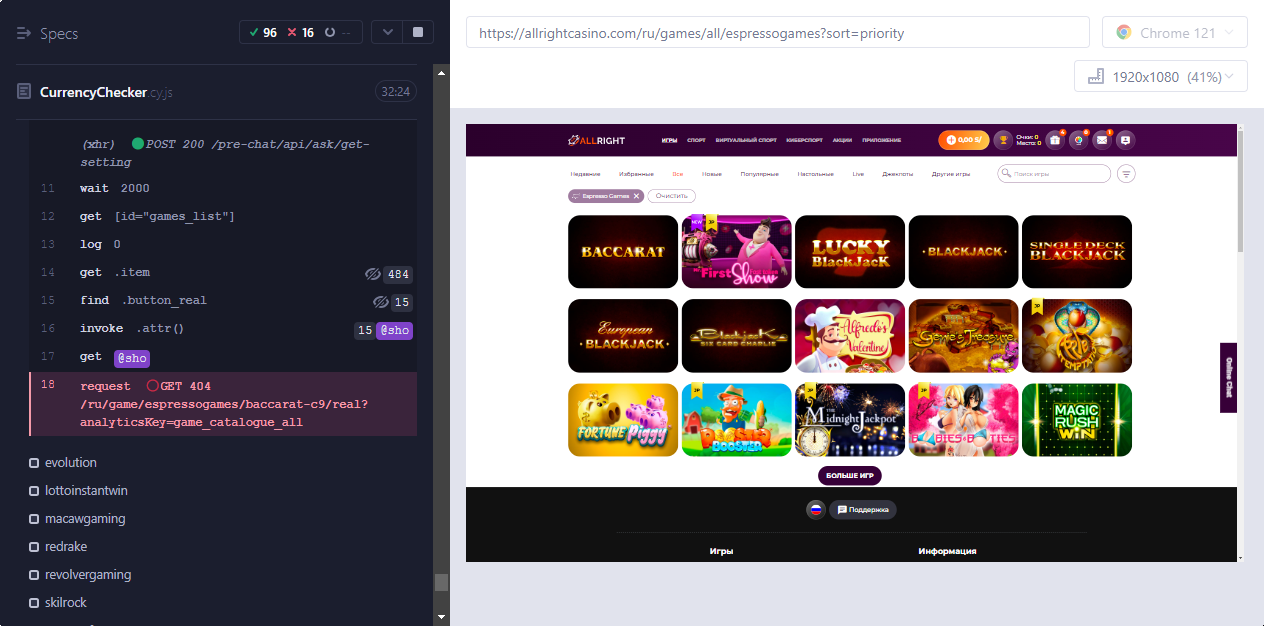 Specs
96
16
--
CurrencyChecker.cy.js
32:24
(xhr) POST 200 /pre-chat/api/ask/get-
setting
11 wait 2000
12 get [id="games_list"]
13 log 0
14 get .item 484
15 find .button_real 15
16 invoke .attr() 15 @sho
17 get @sho
18 request GET 404
/ru/game/espressogames/baccarat-c9/real?
analyticsKey=game_catalogue_all
evolution
lottoinstantwin
macawgaming
redrake
revolvergaming
skilrock
https://allrightcasino.com/ru/games/all/espressogames?sort=priority
Chrome 121
1920x1080 (41%)
ALLRIGHT
ИГРЫ СПОРТ ВИРТУАЛЬНЫЙ СПОРТ КИБЕРСПОРТ АКЦИИ ПРИЛОЖЕНИЕ
0,00 S/
Очки: 0
Место: 0
Недавние Избранные Все Новые Популярные Настольные Live Джекпоты Другие игры
Поиск игры
Espresso Games
Очистить
BACCARAT
NEW JP
First Show
LUCKY
BLACKJACK
BLACKJACK
SINGLE DECK
BLACKJACK
European
BLACKJACK
Blackjack
SIX CARD CHARLIE
Alfredo's
Valentine
Genie's Treasure
JP
FORTUNE Piggy
JP
BOOSTER
JP
THE
Midnight Jackpot
JP
MAGIC
RUSH
WIN
БОЛЬШЕ ИГР
Online Chat
Поддержка
Игры Информация